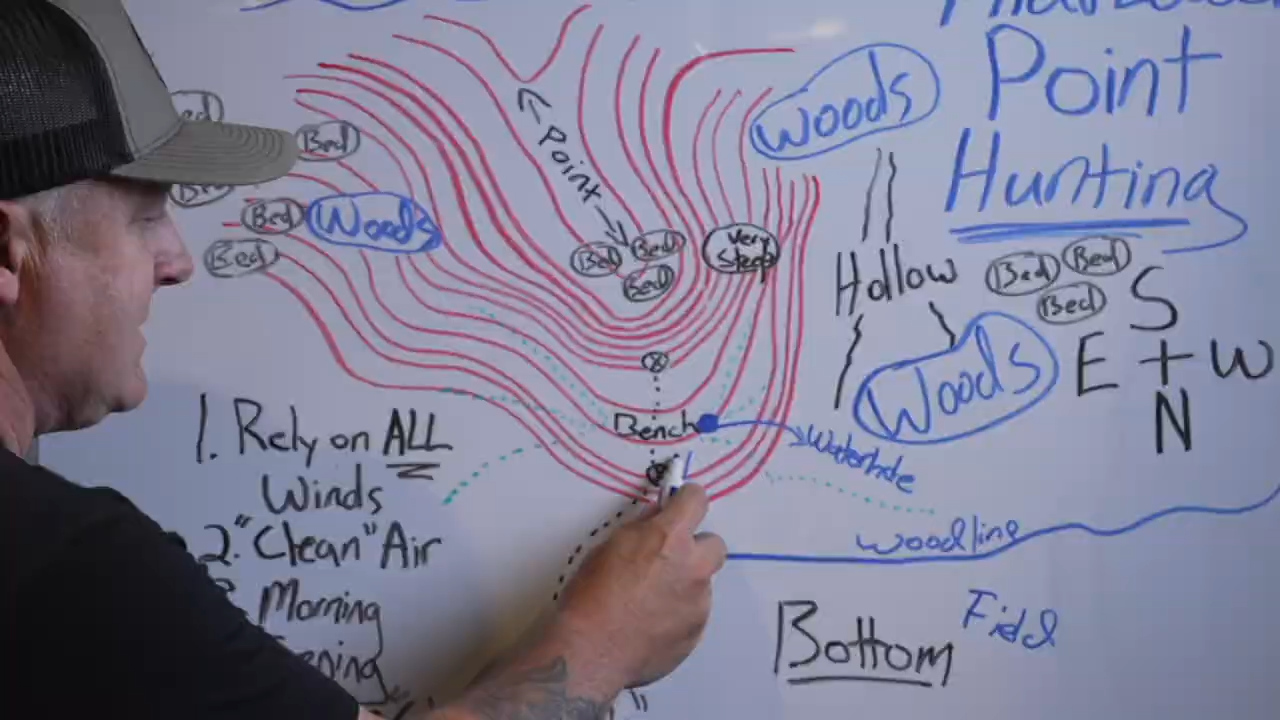 Point
Hunting
Woods
Bed
Bed
Woods
Bed
Point
Bed
Bed
Bed
Very
Steep
Hollow
Bed
Bed
Bed
S
E + W
N
Woods
Bench
Waterhole
woodline
Bottom
Field
1. Rely on ALL
Winds
2. "Clean" Air
Morning